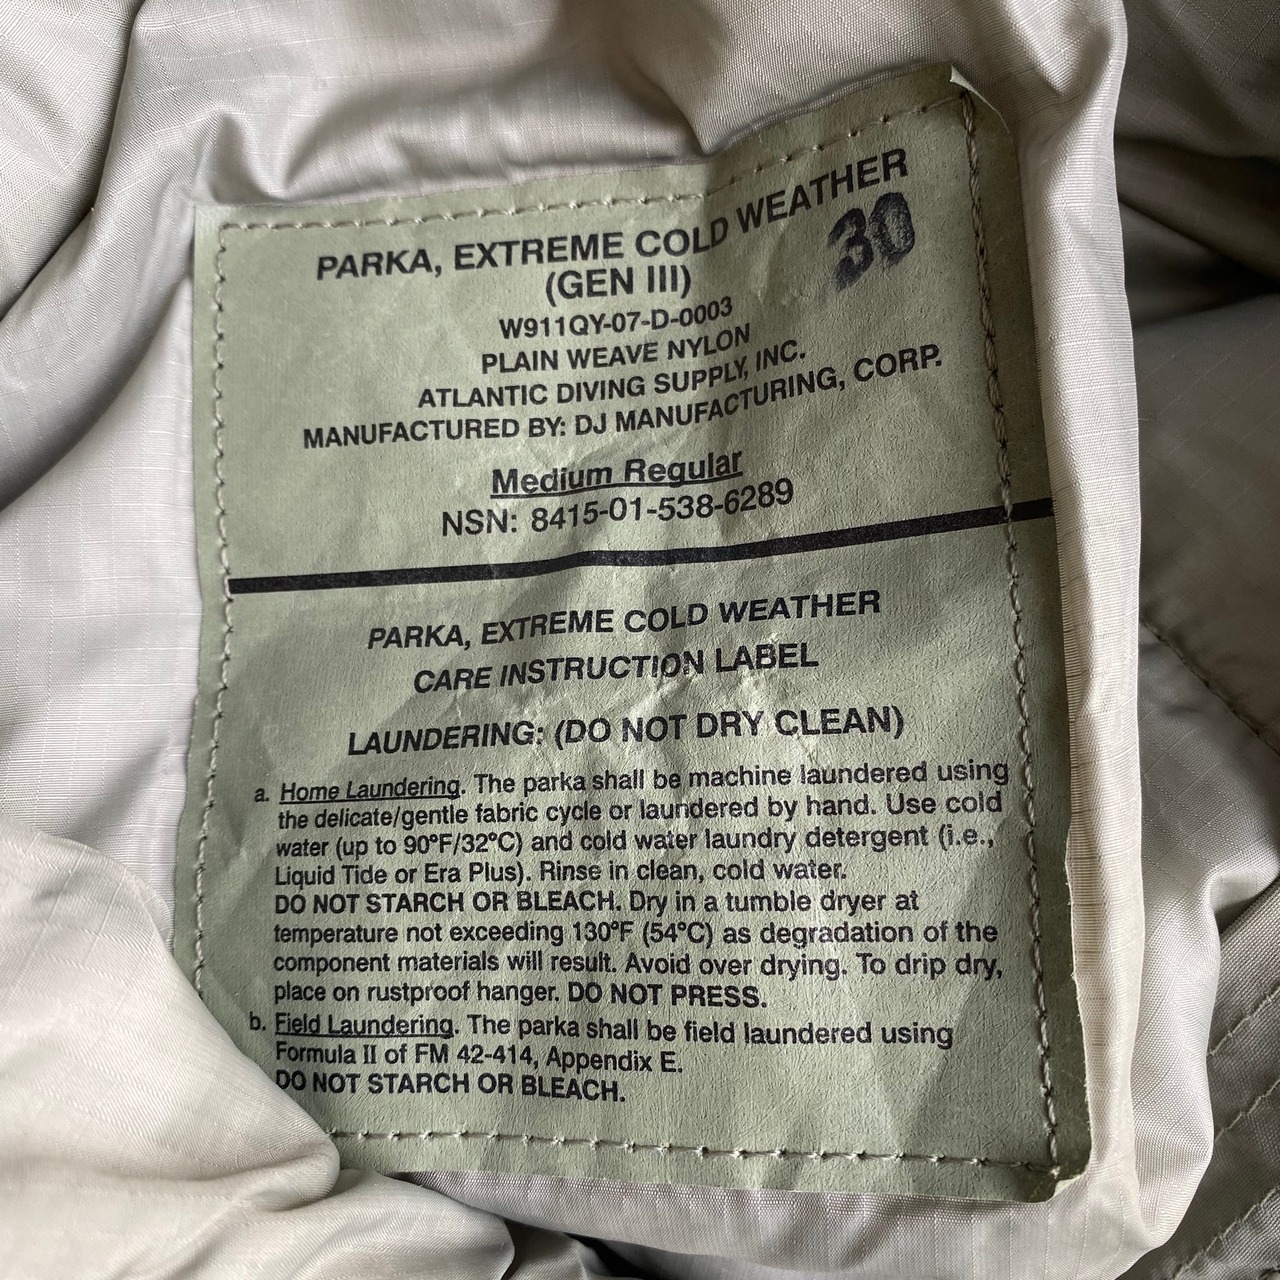 PARKA, EXTREME COLD WEATHER
30
(GEN III)
W911QY-07-D-0003
PLAIN WEAVE NYLON
ATLANTIC DIVING SUPPLY, INC.
MANUFACTURED BY: DJ MANUFACTURING, CORP.
Medium Regular
NSN: 8415-01-538-6289
PARKA, EXTREME COLD WEATHER
CARE INSTRUCTION LABEL
LAUNDERING: (DO NOT DRY CLEAN)
a. Home Laundering. The parka shall be machine laundered using
the delicate/gentle fabric cycle or laundered by hand. Use cold
water (up to 90°F/32°C) and cold water laundry detergent (i.e.,
Liquid Tide or Era Plus). Rinse in clean, cold water.
DO NOT STARCH OR BLEACH. Dry in a tumble dryer at
temperature not exceeding 130°F (54°C) as degradation of the
component materials will result. Avoid over drying. To drip dry,
place on rustproof hanger. DO NOT PRESS.
b. Field Laundering. The parka shall be field laundered using
Formula II of FM 42-414, Appendix E.
DO NOT STARCH OR BLEACH.